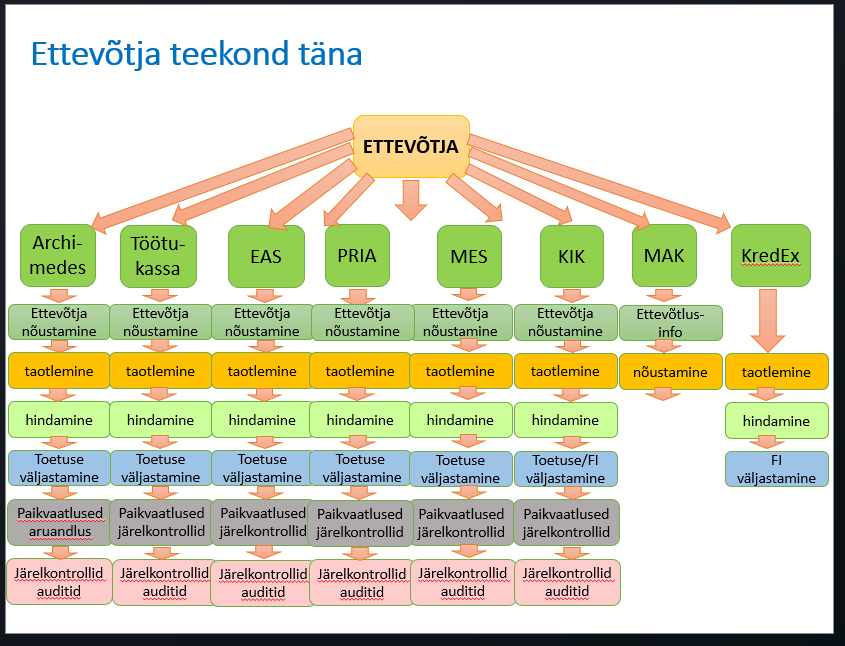 Ettevõtja teekond täna
ETTEVÕTJA
Archi-
medes
Töötu-
kassa
EAS
PRIA
MES
KIK
MAK
KredEx
Ettevõtja
nõustamine
Ettevõtja
nõustamine
Ettevõtja
nõustamine
Ettevõtja
nõustamine
Ettevõtja
nõustamine
Ettevõtja
nõustamine
Ettevõtlus-
info
taotlemine
taotlemine
taotlemine
taotlemine
taotlemine
taotlemine
nõustamine
taotlemine
hindamine
hindamine
hindamine
hindamine
hindamine
hindamine
hindamine
Toetuse
väljastamine
Toetuse
väljastamine
Toetuse
väljastamine
Toetuse
väljastamine
Toetuse
väljastamine
Toetuse/FI
väljastamine
FI
väljastamine
Paikvaatlused
aruandlus
Paikvaatlused
järelkontrollid
Paikvaatlused
järelkontrollid
Paikvaatlused
järelkontrollid
Paikvaatlused
järelkontrollid
Paikvaatlused
järelkontrollid
Järelkontrollid
auditid
Järelkontrollid
auditid
Järelkontrollid
auditid
Järelkontrollid
auditid
Järelkontrollid
auditid
Järelkontrollid
auditid